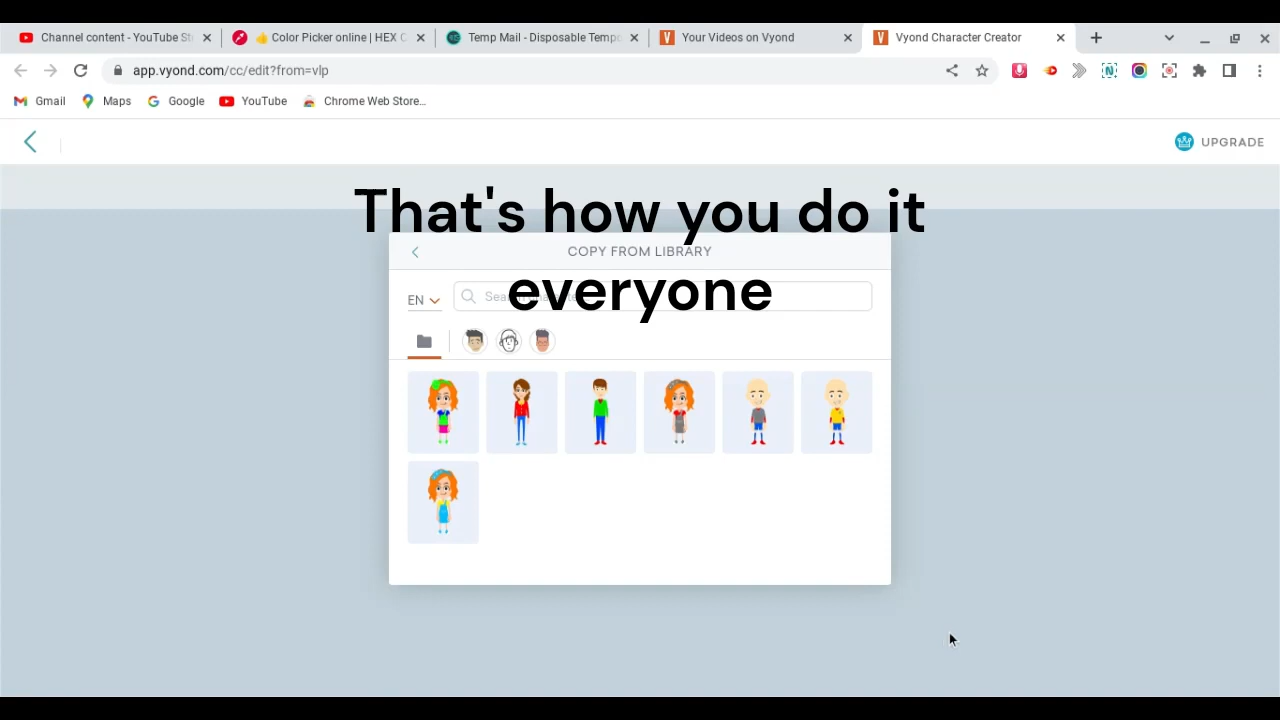 Channel content - YouTube St
👍 Color Picker online | HEX C
Temp Mail - Disposable Tempo
Your Videos on Vyond
Vyond Character Creator
app.vyond.com/cc/edit?from=vlp
Gmail
Maps
Google
YouTube
Chrome Web Store...
UPGRADE
That's how you do it
COPY FROM LIBRARY
everyone
EN